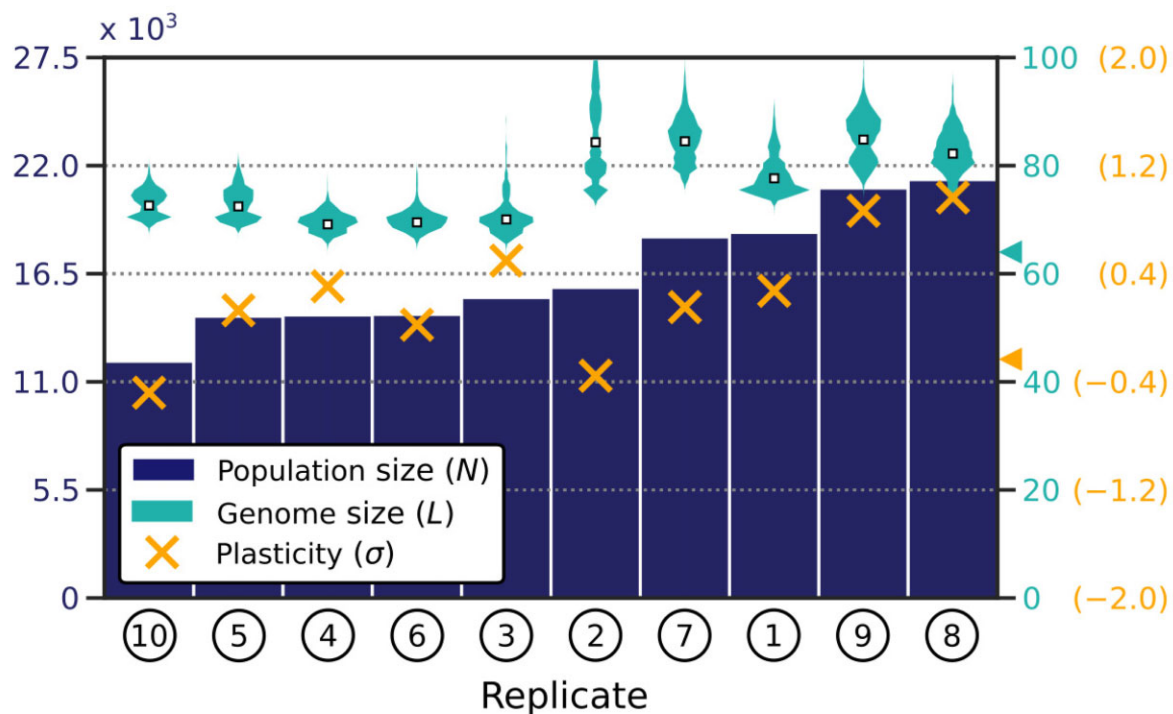 x 10³
27.5 100 (2.0)
22.0 80 (1.2)
16.5 60 (0.4)
11.0 40 (−0.4)
5.5 20 (−1.2)
0 0 (−2.0)
Population size (N)
Genome size (L)
Plasticity (σ)
10 5 4 6 3 2 7 1 9 8
Replicate